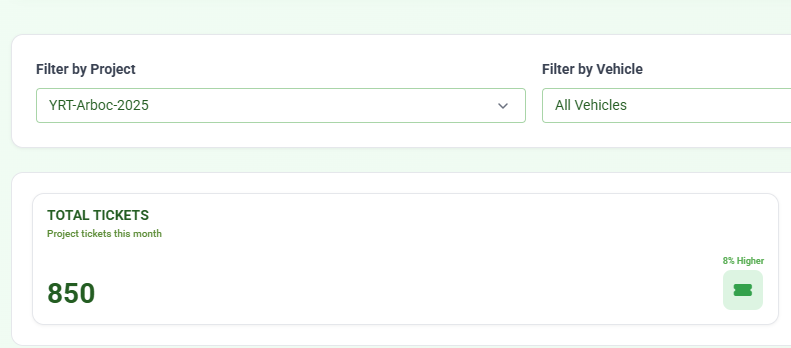 Filter by Project
Filter by Vehicle
YRT-Arboc-2025
All Vehicles
TOTAL TICKETS
Project tickets this month
8% Higher
850